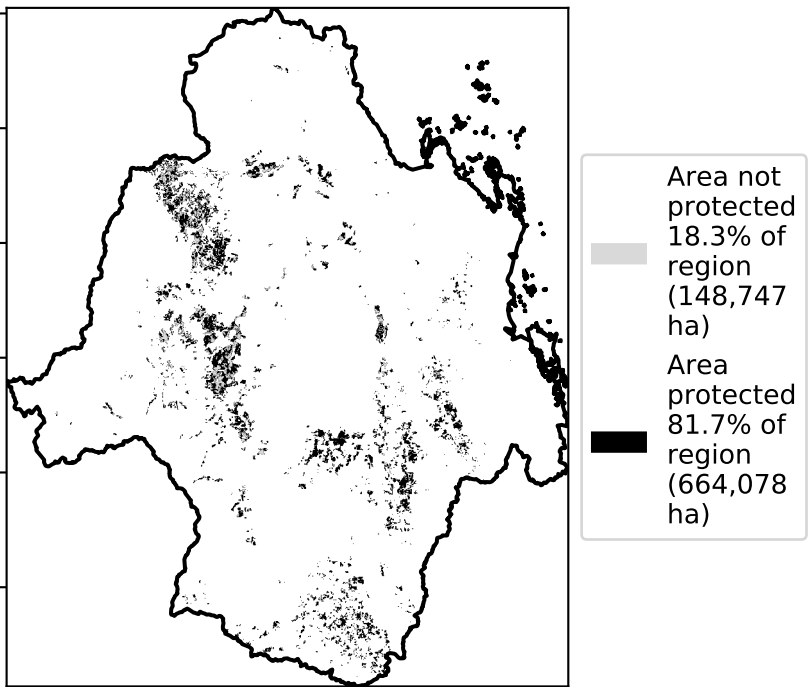 Area not
protected
18.3% of
region
(148,747
ha)
Area
protected
81.7% of
region
(664,078
ha)